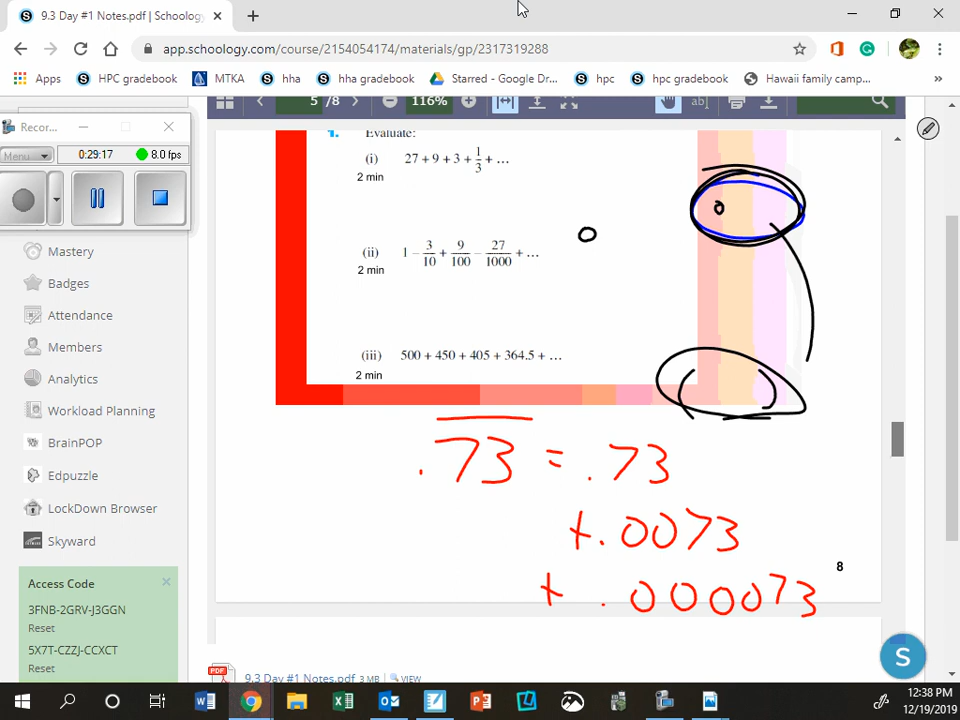 9.3 Day #1 Notes.pdf | Schoology
app.schoology.com/course/2154054174/materials/gp/2317319288
Apps HPC gradebook MTKA hha hha gradebook Starred - Google Dr... hpc hpc gradebook Hawaii family camp... »
5 /8 116%
Recor...
Menu 0:29:17 8.0 fps
Evaluate:
(i) 27 + 9 + 3 + 1/3 + ...
2 min
(ii) 1 - 3/10 + 9/100 - 27/1000 + ...
2 min
(iii) 500 + 450 + 405 + 364.5 + ...
2 min
Mastery
Badges
Attendance
Members
Analytics
Workload Planning
BrainPOP
Edpuzzle
LockDown Browser
Skyward
Access Code
3FNB-2GRV-J3GGN
Reset
5X7T-CZZJ-CCXCT
Reset
.73 = .73
+.0073
+ .000073
8
S
PDF 9.3 Day #1 Notes.pdf 3 MB VIEW
12:38 PM
12/19/2019